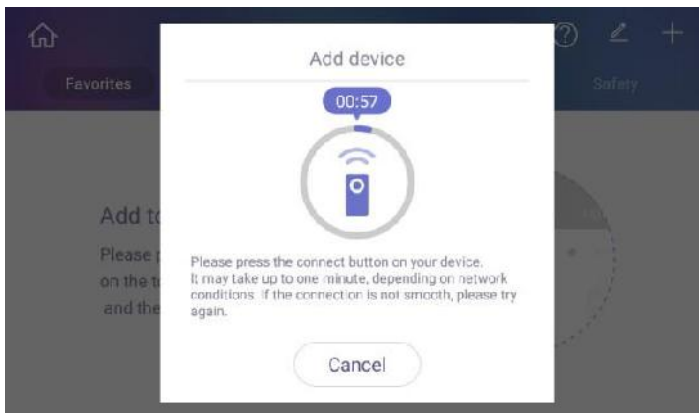 Add device
Favorites
Safety
00:57
Add to
Please
on the
and the
Please press the connect button on your device.
It may take up to one minute, depending on network
conditions. If the connection is not smooth, please try
again.
Cancel